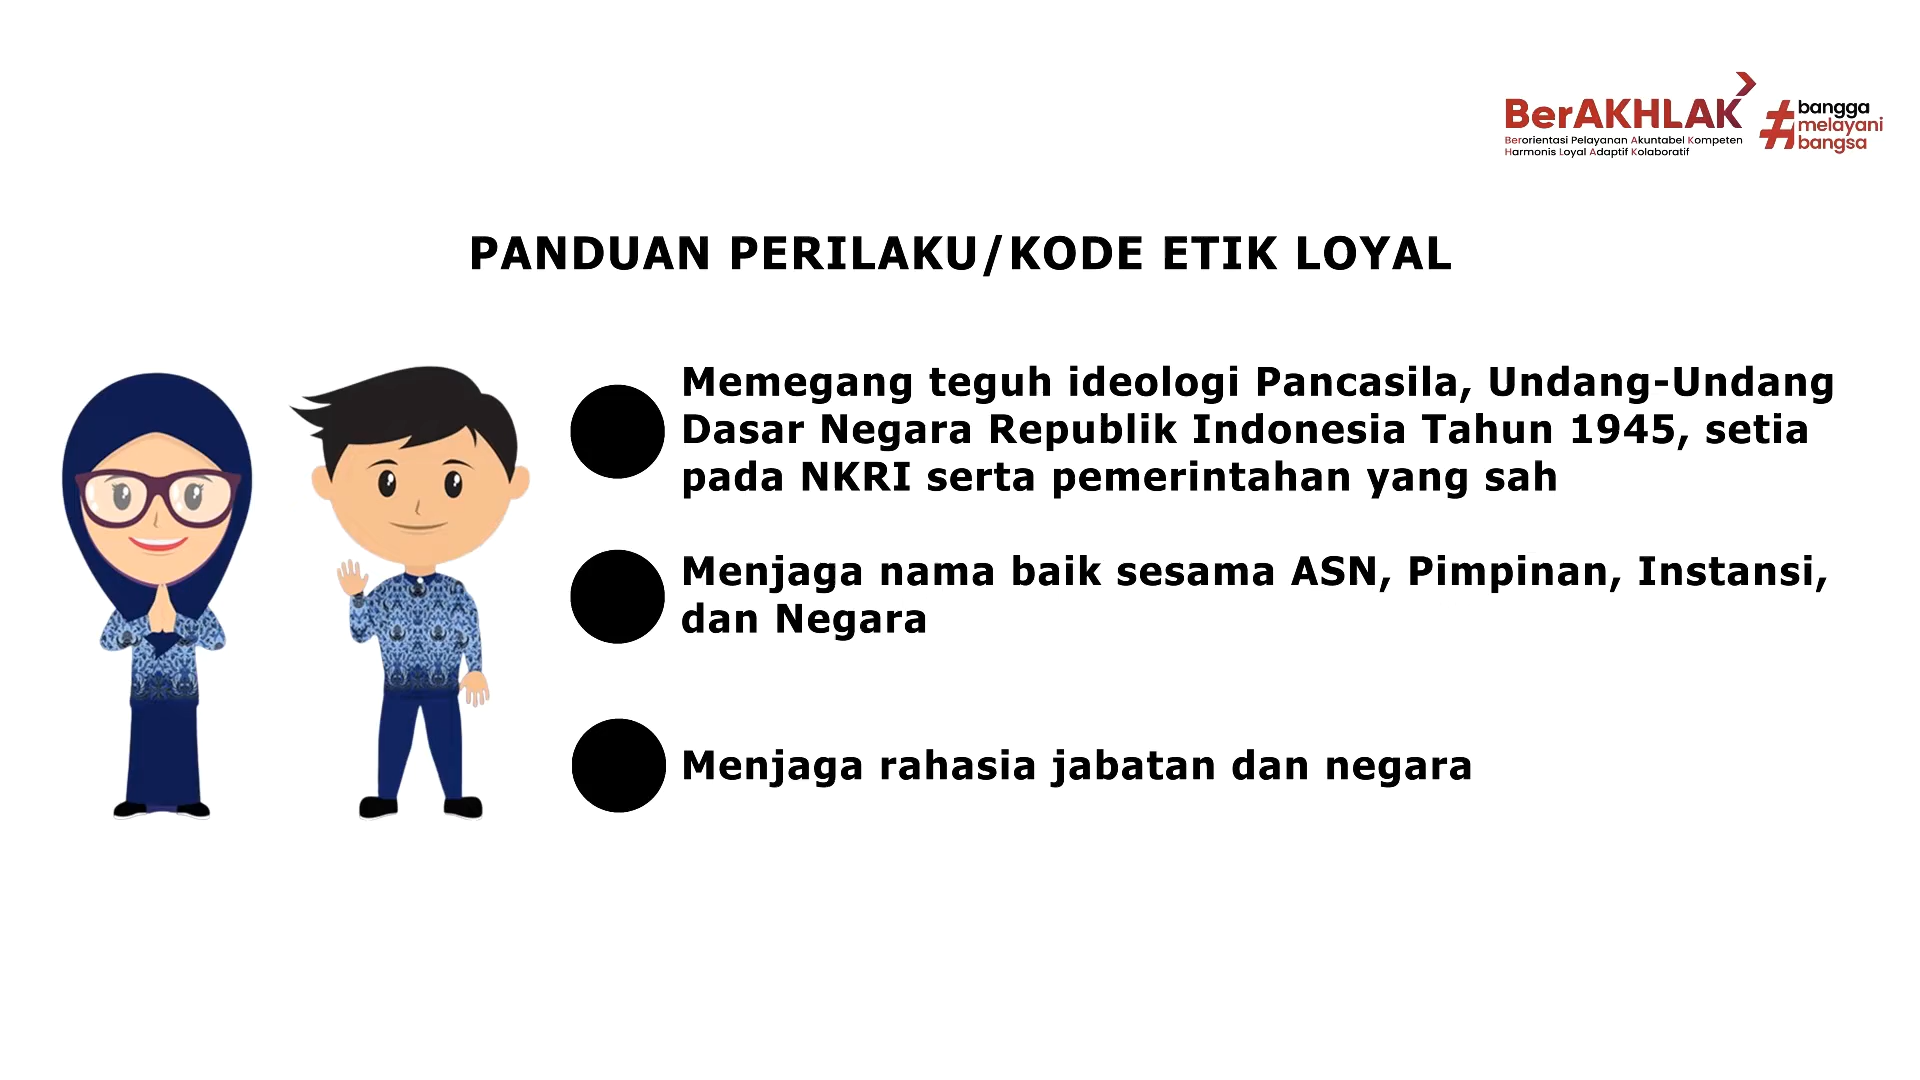 BerAKHLAK
Berorientasi Pelayanan Akuntabel Kompeten
Harmonis Loyal Adaptif Kolaboratif
#bangga
melayani
bangsa
PANDUAN PERILAKU/KODE ETIK LOYAL
Memegang teguh ideologi Pancasila, Undang-Undang
Dasar Negara Republik Indonesia Tahun 1945, setia
pada NKRI serta pemerintahan yang sah
Menjaga nama baik sesama ASN, Pimpinan, Instansi,
dan Negara
Menjaga rahasia jabatan dan negara